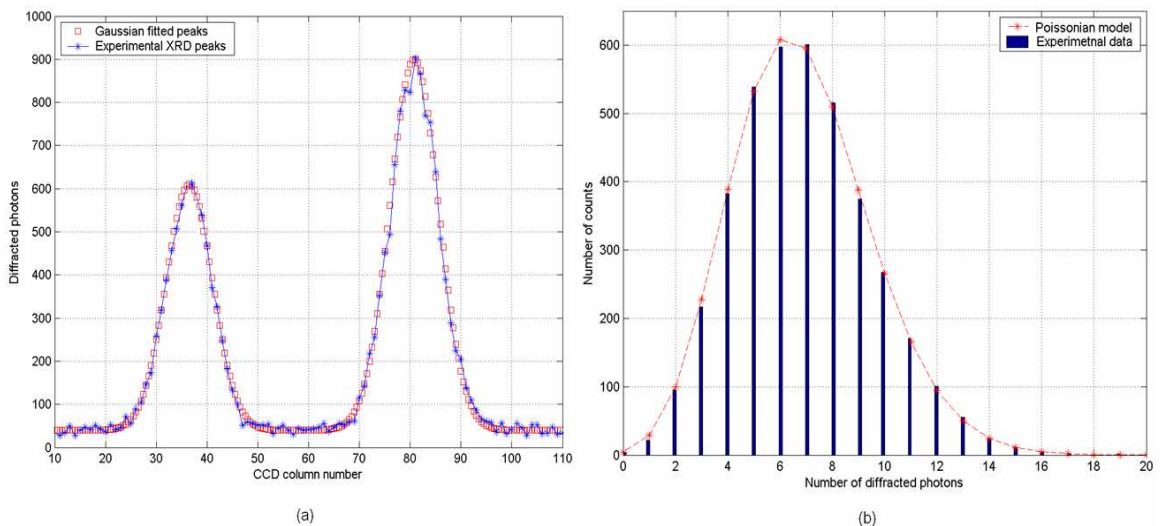 1000
900
800
700
600
500
400
300
200
100
0
Diffracted photons
Gaussian fitted peaks
Experimental XRD peaks
10 20 30 40 50 60 70 80 90 100 110
CCD column number
(a)
600
500
400
300
200
100
0
Number of counts
Poissonian model
Experimetnal data
0 2 4 6 8 10 12 14 16 18 20
Number of diffracted photons
(b)